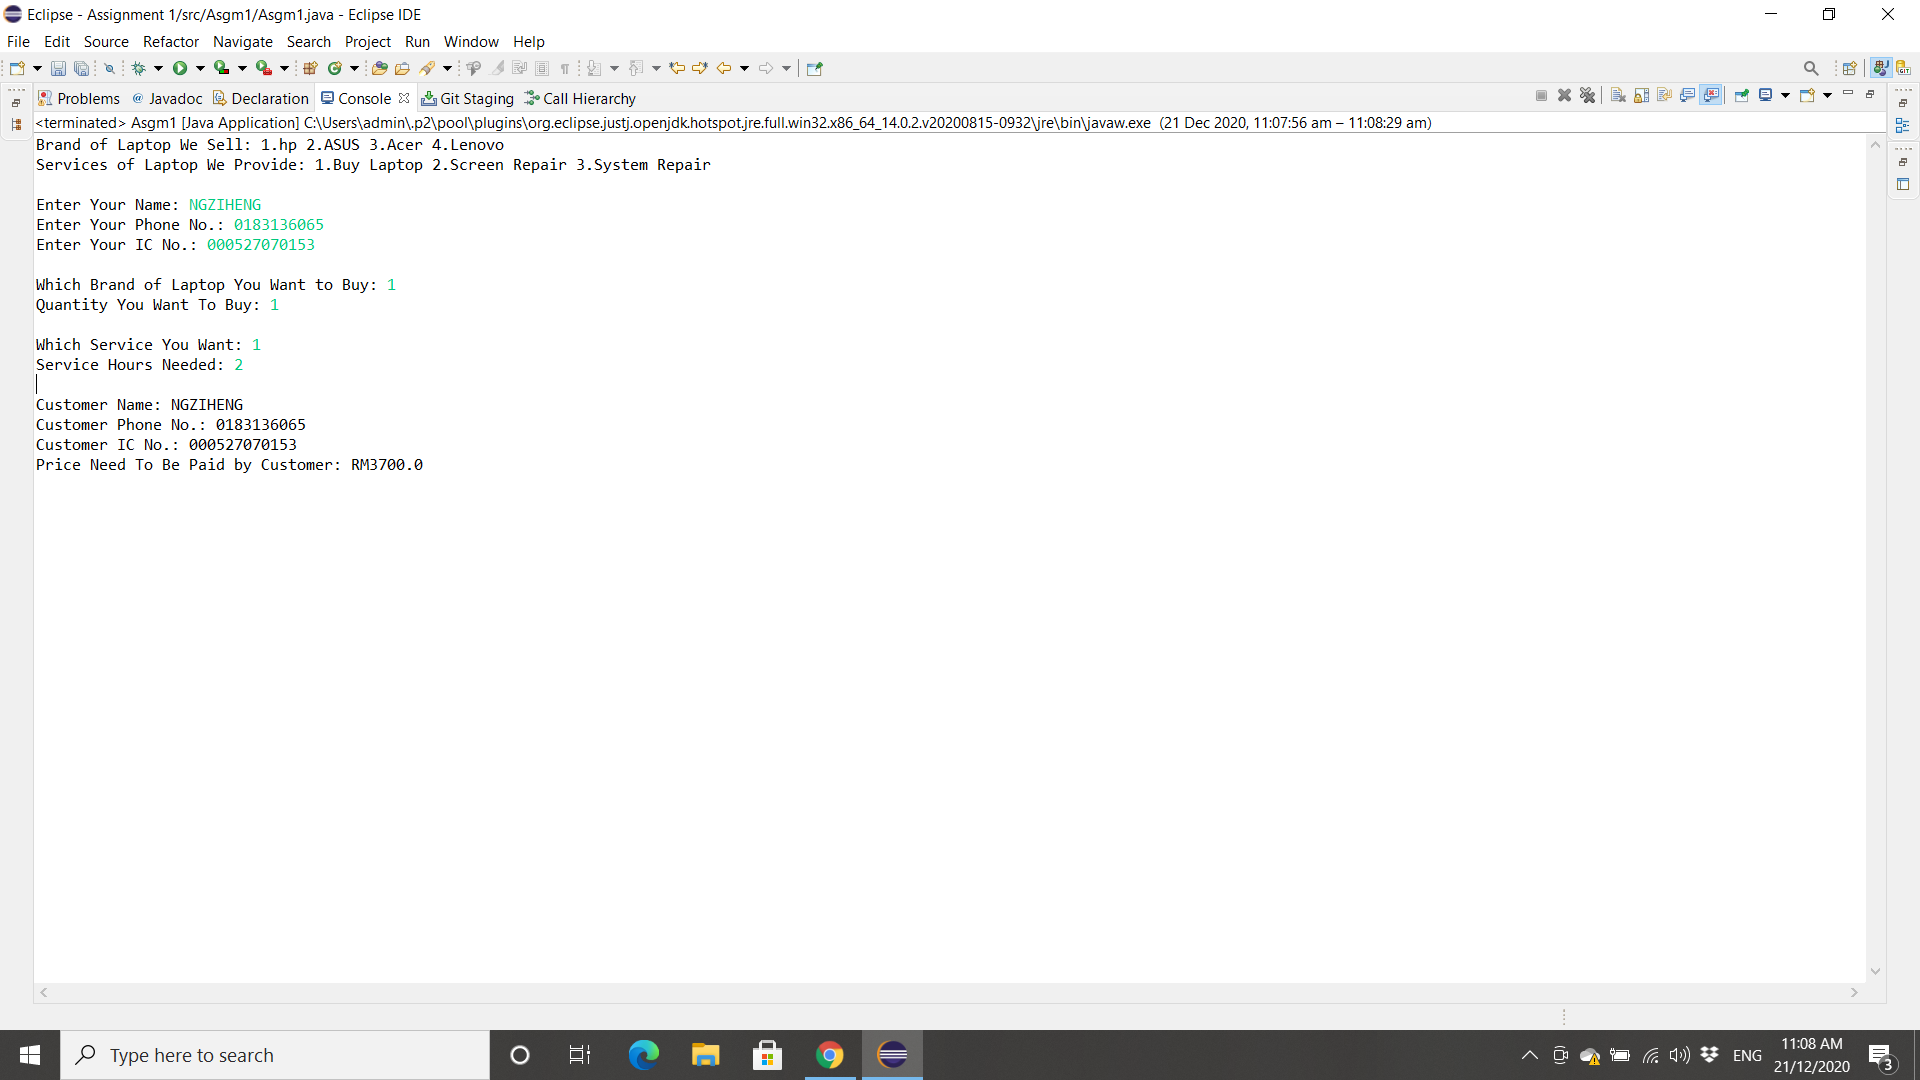 Eclipse - Assignment 1/src/Asgm1/Asgm1.java - Eclipse IDE
File Edit Source Refactor Navigate Search Project Run Window Help
Problems @ Javadoc Declaration Console Git Staging Call Hierarchy
<terminated> Asgm1 [Java Application] C:\Users\admin\.p2\pool\plugins\org.eclipse.justj.openjdk.hotspot.jre.full.win32.x86_64_14.0.2.v20200815-0932\jre\bin\javaw.exe (21 Dec 2020, 11:07:56 am – 11:08:29 am)
Brand of Laptop We Sell: 1.hp 2.ASUS 3.Acer 4.Lenovo
Services of Laptop We Provide: 1.Buy Laptop 2.Screen Repair 3.System Repair
Enter Your Name: NGZIHENG
Enter Your Phone No.: 0183136065
Enter Your IC No.: 000527070153
Which Brand of Laptop You Want to Buy: 1
Quantity You Want To Buy: 1
Which Service You Want: 1
Service Hours Needed: 2
Customer Name: NGZIHENG
Customer Phone No.: 0183136065
Customer IC No.: 000527070153
Price Need To Be Paid by Customer: RM3700.0
Type here to search
ENG
11:08 AM
21/12/2020
3